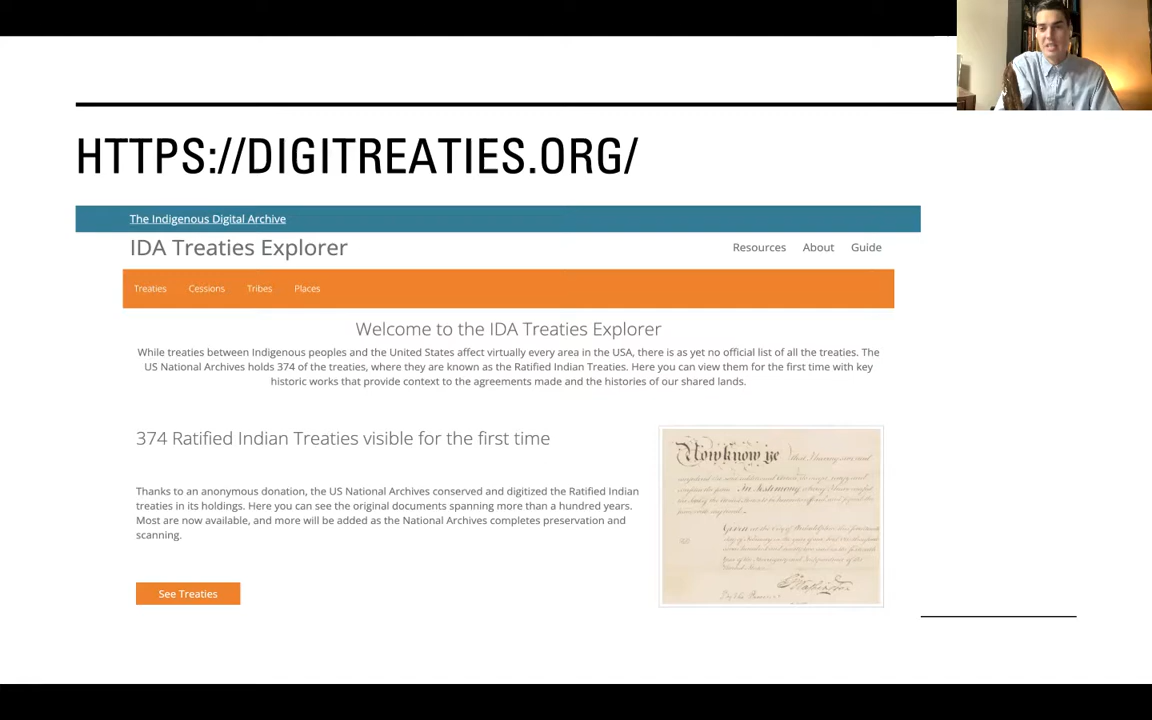 HTTPS://DIGITREATIES.ORG/
The Indigenous Digital Archive
IDA Treaties Explorer
Resources About Guide
Treaties Cessions Tribes Places
Welcome to the IDA Treaties Explorer
While treaties between Indigenous peoples and the United States affect virtually every area in the USA, there is as yet no official list of all the treaties. The
US National Archives holds 374 of the treaties, where they are known as the Ratified Indian Treaties. Here you can view them for the first time with key
historic works that provide context to the agreements made and the histories of our shared lands.
374 Ratified Indian Treaties visible for the first time
Thanks to an anonymous donation, the US National Archives conserved and digitized the Ratified Indian
treaties in its holdings. Here you can see the original documents spanning more than a hundred years.
Most are now available, and more will be added as the National Archives completes preservation and
scanning.
See Treaties
Now know ye
In Testimony